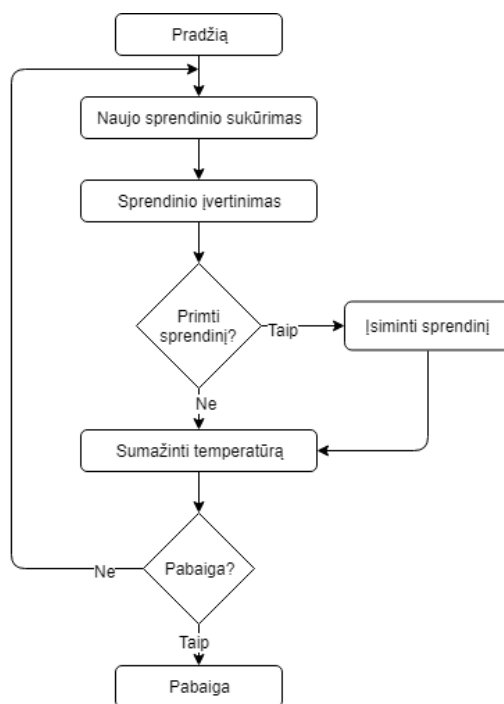 Pradžią
Naujo sprendinio sukūrimas
Sprendinio įvertinimas
Primti
sprendinį?
Taip
Įsiminti sprendinį
Ne
Sumažinti temperatūrą
Pabaiga?
Ne
Taip
Pabaiga